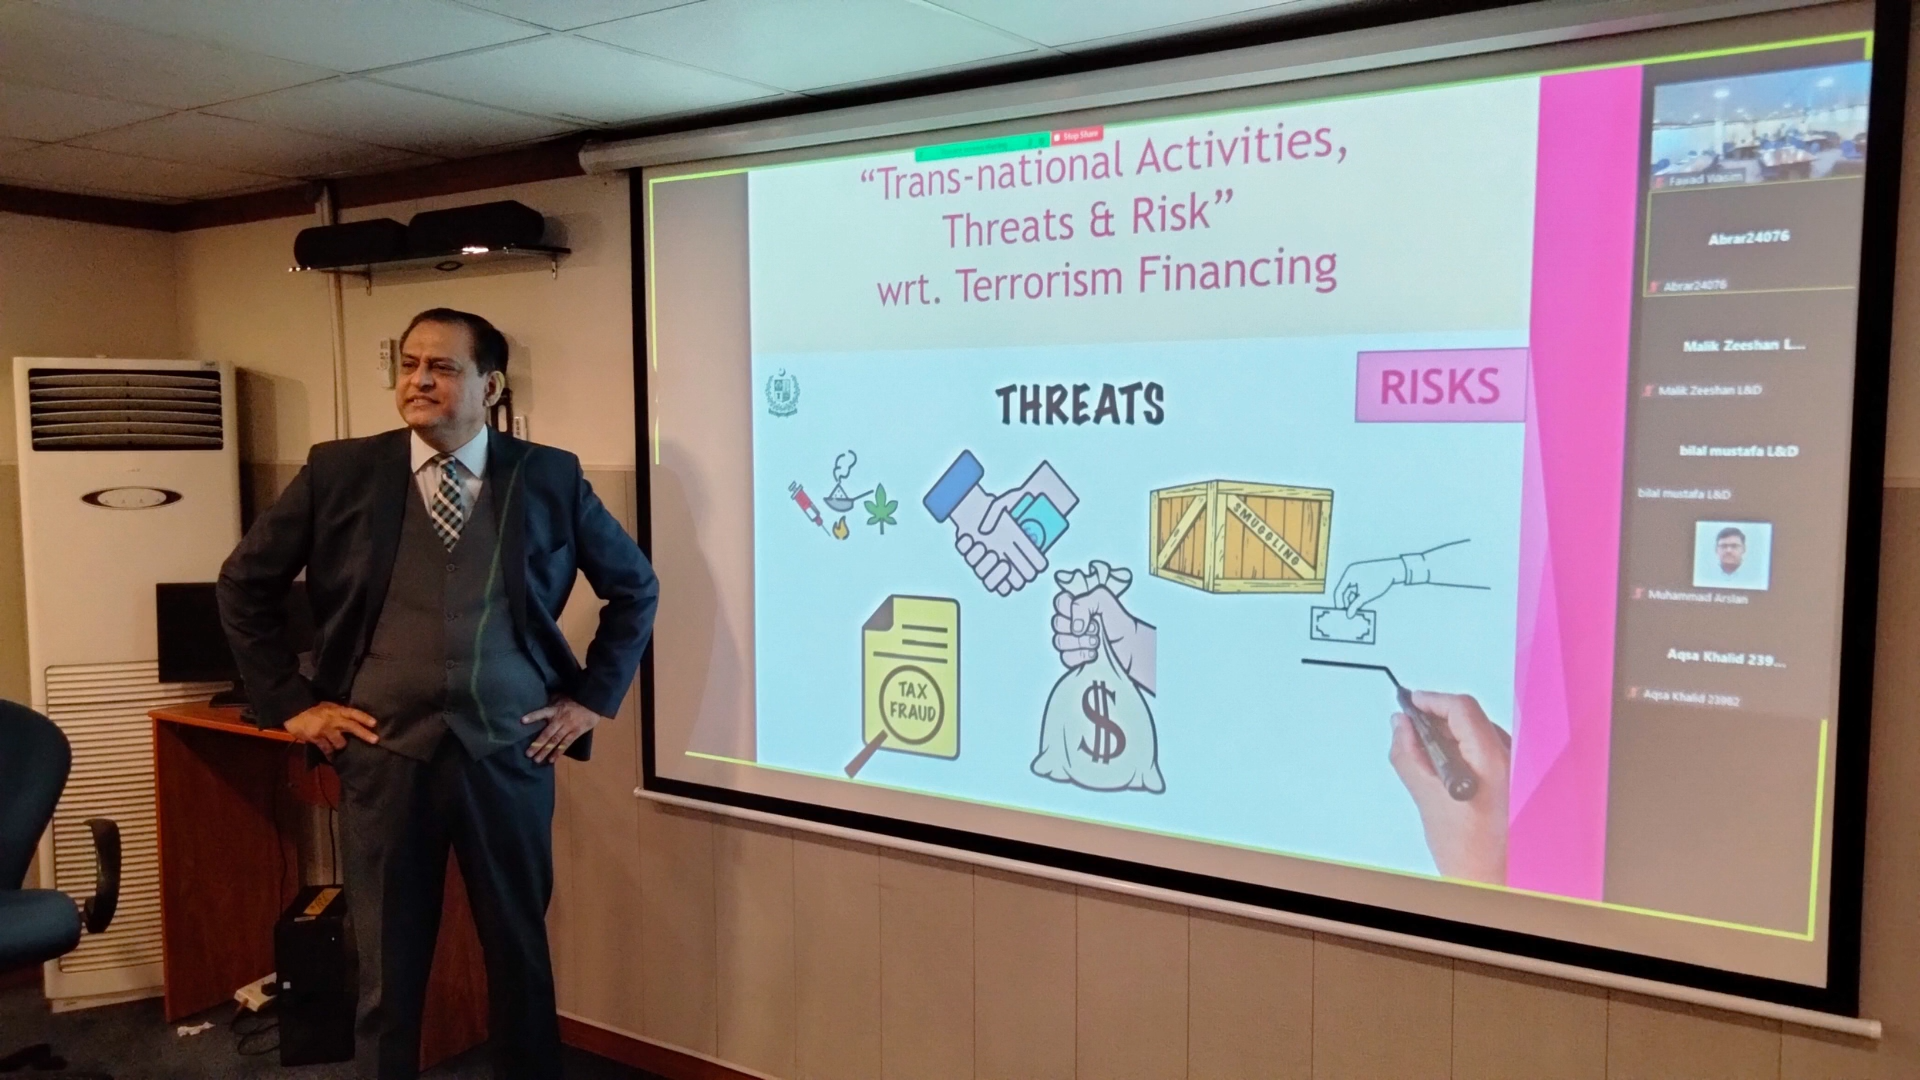 Stop Share
“Trans-national Activities,
Threats & Risk”
wrt. Terrorism Financing
THREATS
RISKS
SMUGGLING
TAX
FRAUD
$
Fawad Wasim
Abrar24076
Abrar24076
Malik Zeeshan L...
Malik Zeeshan L&D
bilal mustafa L&D
bilal mustafa L&D
Muhammad Arslan
Aqsa Khalid 239...
Aqsa Khalid 23982